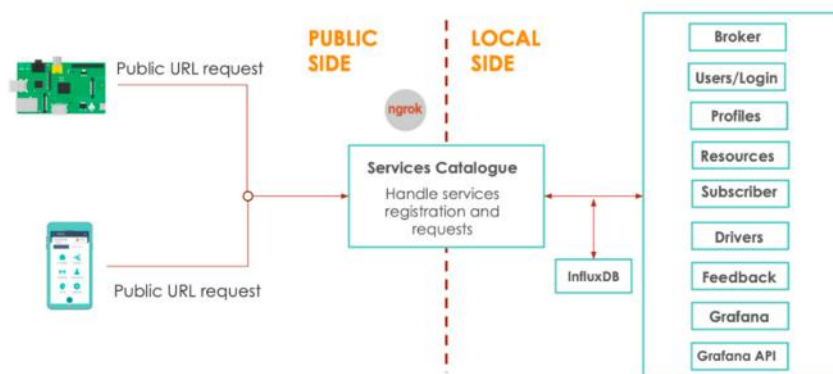 PUBLIC
SIDE
LOCAL
SIDE
Public URL request
ngrok
Services Catalogue
Handle services
registration and
requests
Public URL request
InfluxDB
Broker
Users/Login
Profiles
Resources
Subscriber
Drivers
Feedback
Grafana
Grafana API